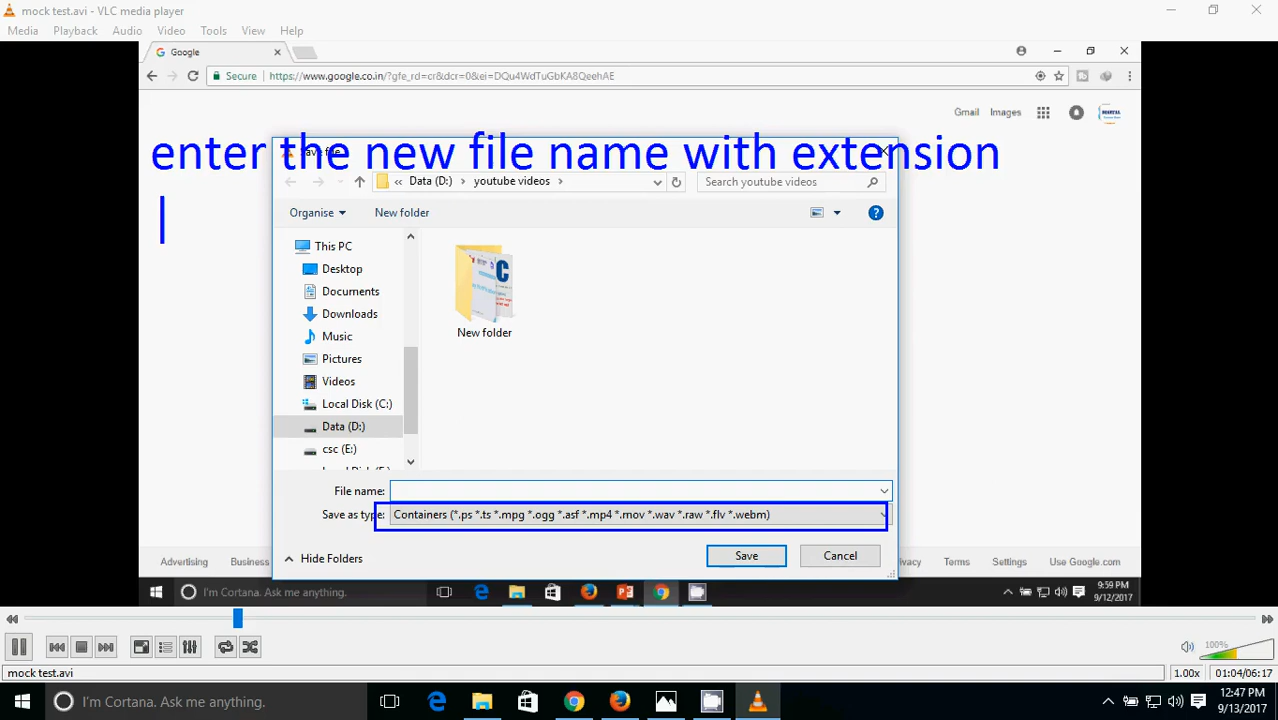 mock test.avi - VLC media player
Media Playback Audio Video Tools View Help
Google
Secure https://www.google.co.in/?gfe_rd=cr&dcr=0&ei=DQu4WdTuGbKA8QeehAE
Gmail Images
enter the new file name with extension
Data (D:) youtube videos Search youtube videos
Organise New folder
This PC
Desktop
Documents
Downloads
Music
Pictures
Videos
Local Disk (C:)
Data (D:)
csc (E:)
New folder
File name:
Save as type: Containers (*.ps *.ts *.mpg *.ogg *.asf *.mp4 *.mov *.wav *.raw *.flv *.webm)
Hide Folders Save Cancel
Advertising Business Terms Settings Use Google.com
I'm Cortana. Ask me anything. 9:59 PM
9/12/2017
100%
mock test.avi 1.00x 01:04/06:17
I'm Cortana. Ask me anything. 12:47 PM
9/13/2017